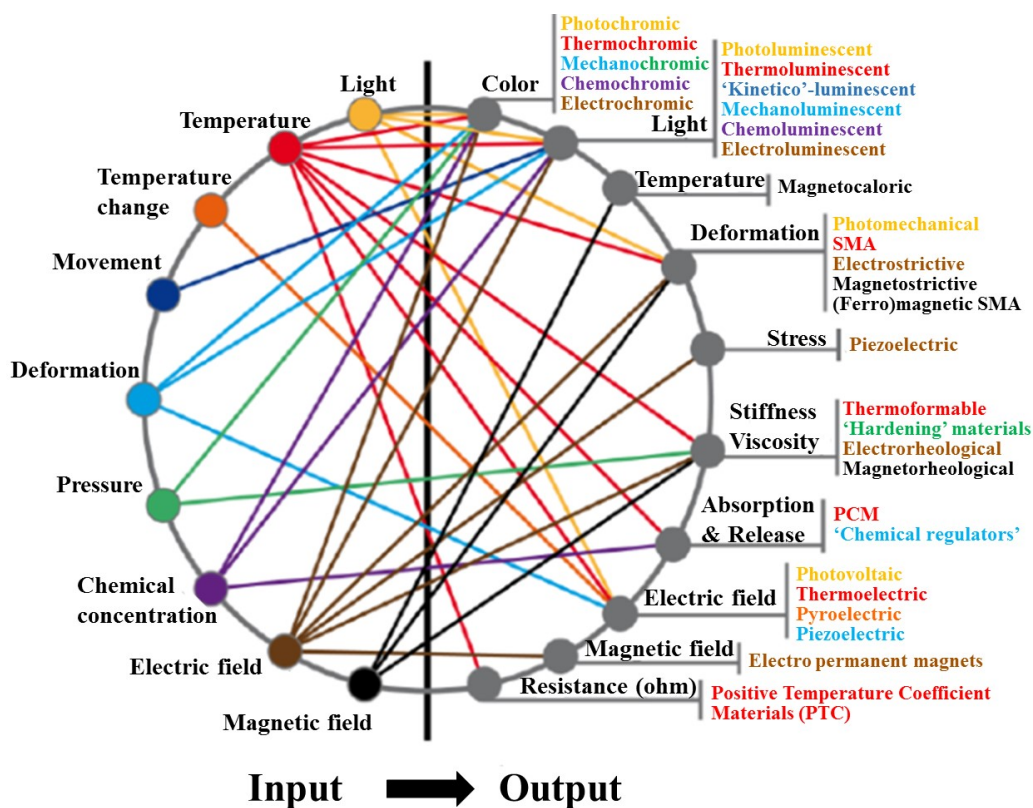 Light
Temperature
Temperature
change
Movement
Deformation
Pressure
Chemical
concentration
Electric field
Magnetic field
Color
Photochromic
Thermochromic
Mechanochromic
Chemochromic
Electrochromic
Light
Photoluminescent
Thermoluminescent
‘Kinetico’-luminescent
Mechanoluminescent
Chemoluminescent
Electroluminescent
Temperature
Magnetocaloric
Deformation
Photomechanical
SMA
Electrostrictive
Magnetostrictive
(Ferro)magnetic SMA
Stress
Piezoelectric
Stiffness
Viscosity
Thermoformable
‘Hardening’ materials
Electrorheological
Magnetorheological
Absorption
& Release
PCM
‘Chemical regulators’
Electric field
Photovoltaic
Thermoelectric
Pyroelectric
Piezoelectric
Magnetic field
Electro permanent magnets
Resistance (ohm)
Positive Temperature Coefficient
Materials (PTC)
Input
Output